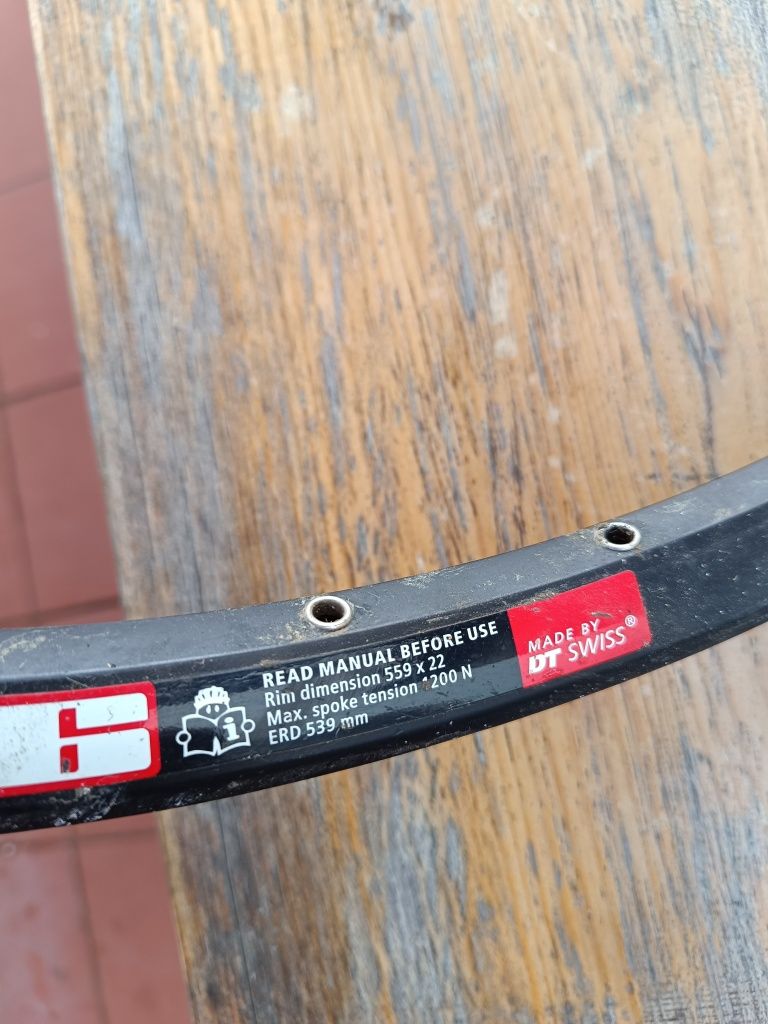 READ MANUAL BEFORE USE
Rim dimension 559 x 22
Max. spoke tension 1200 N
ERD 539 mm
MADE BY
DT SWISS®
i